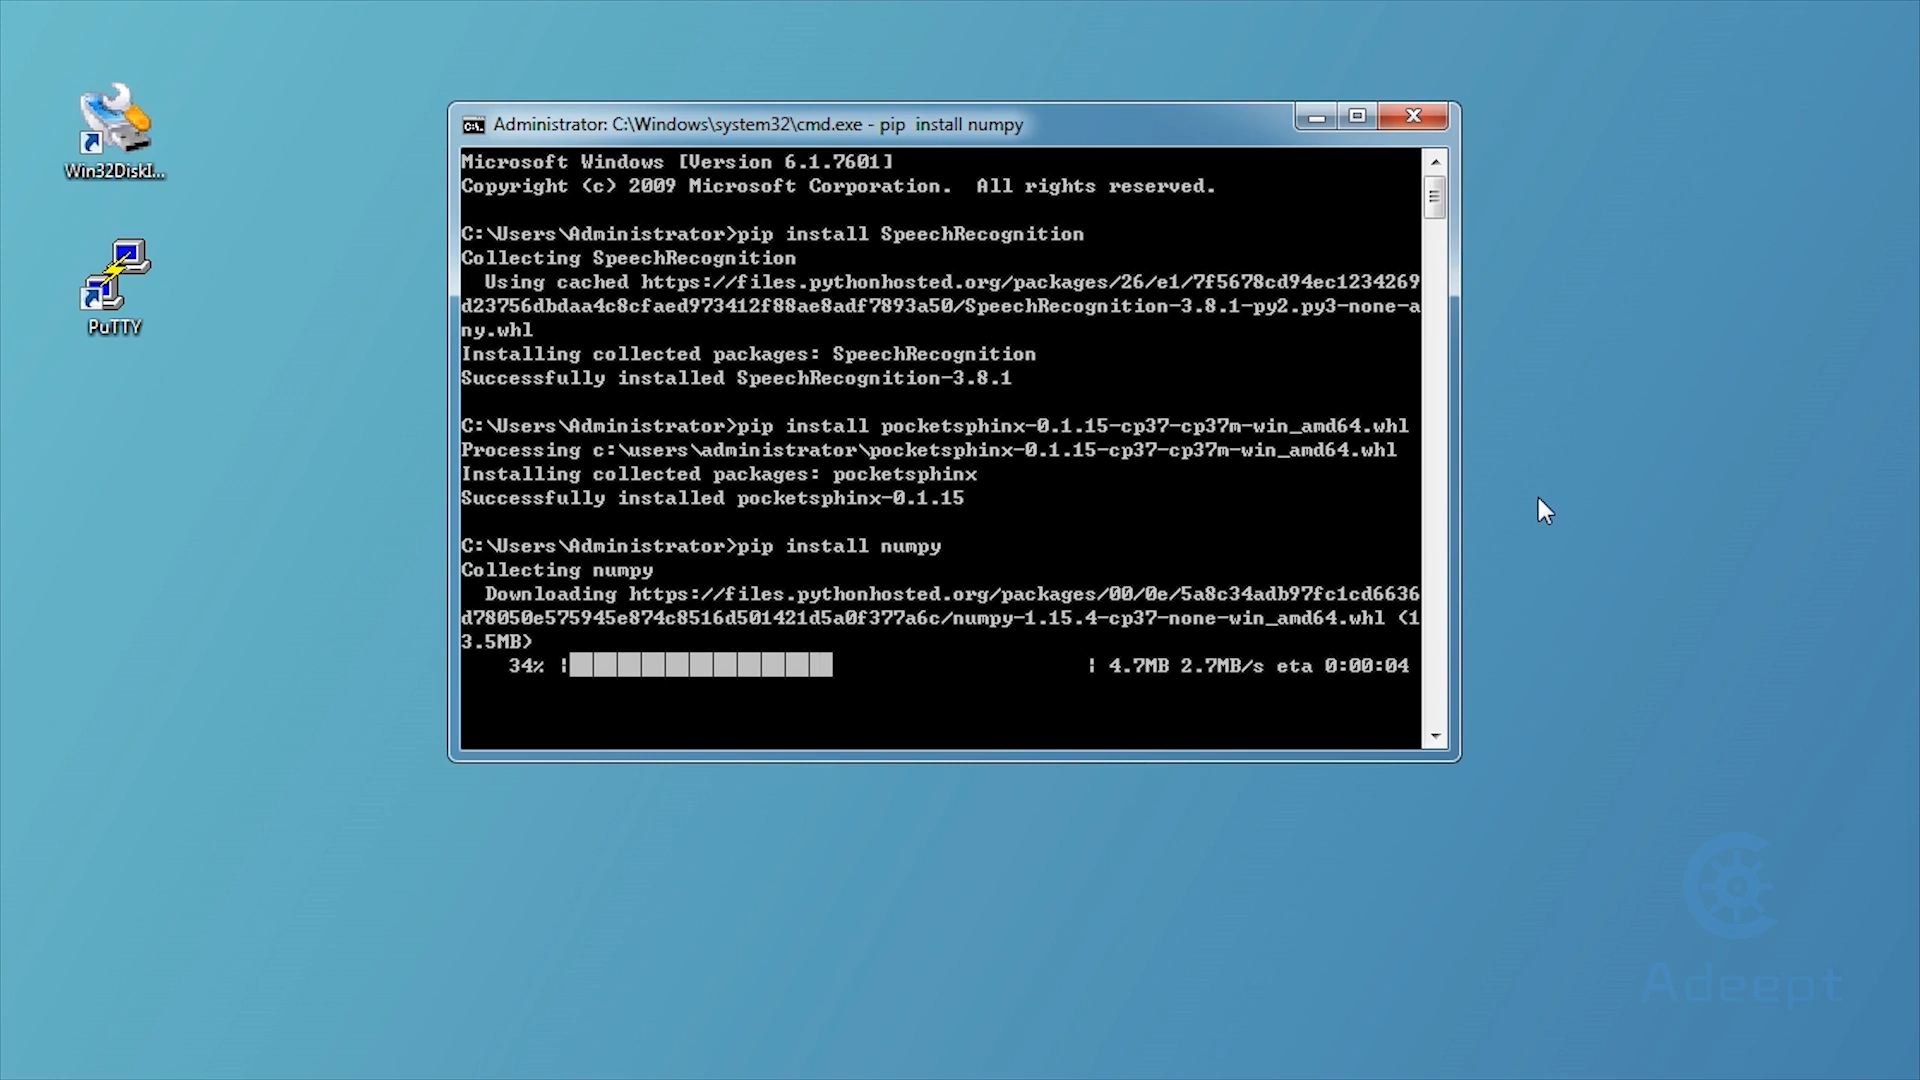 Win32DiskI...
PuTTY
Administrator: C:\Windows\system32\cmd.exe - pip  install numpy
Microsoft Windows [Version 6.1.7601]
Copyright (c) 2009 Microsoft Corporation.  All rights reserved.
C:\Users\Administrator>pip install SpeechRecognition
Collecting SpeechRecognition
  Using cached https://files.pythonhosted.org/packages/26/e1/7f5678cd94ec1234269
d23756dbdaa4c8cfaed973412f88ae8adf7893a50/SpeechRecognition-3.8.1-py2.py3-none-a
ny.whl
Installing collected packages: SpeechRecognition
Successfully installed SpeechRecognition-3.8.1
C:\Users\Administrator>pip install pocketsphinx-0.1.15-cp37-cp37m-win_amd64.whl
Processing c:\users\administrator\pocketsphinx-0.1.15-cp37-cp37m-win_amd64.whl
Installing collected packages: pocketsphinx
Successfully installed pocketsphinx-0.1.15
C:\Users\Administrator>pip install numpy
Collecting numpy
  Downloading https://files.pythonhosted.org/packages/00/0e/5a8c34adb97fc1cd6636
d78050e575945e874c8516d501421d5a0f377a6c/numpy-1.15.4-cp37-none-win_amd64.whl (1
3.5MB)
    34% |███████████                     | 4.7MB 2.7MB/s eta 0:00:04
Adeept